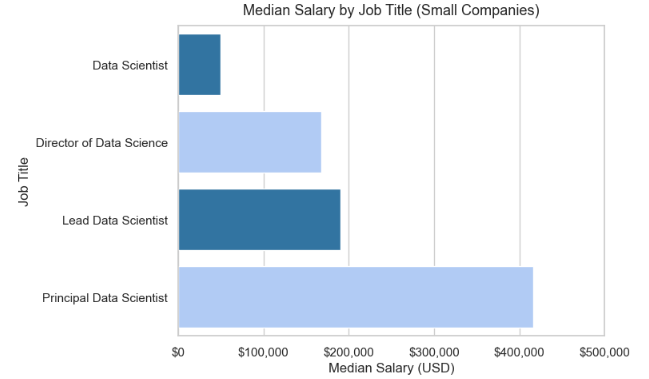 Median Salary by Job Title (Small Companies)
Job Title
Data Scientist
Director of Data Science
Lead Data Scientist
Principal Data Scientist
$0 $100,000 $200,000 $300,000 $400,000 $500,000
Median Salary (USD)